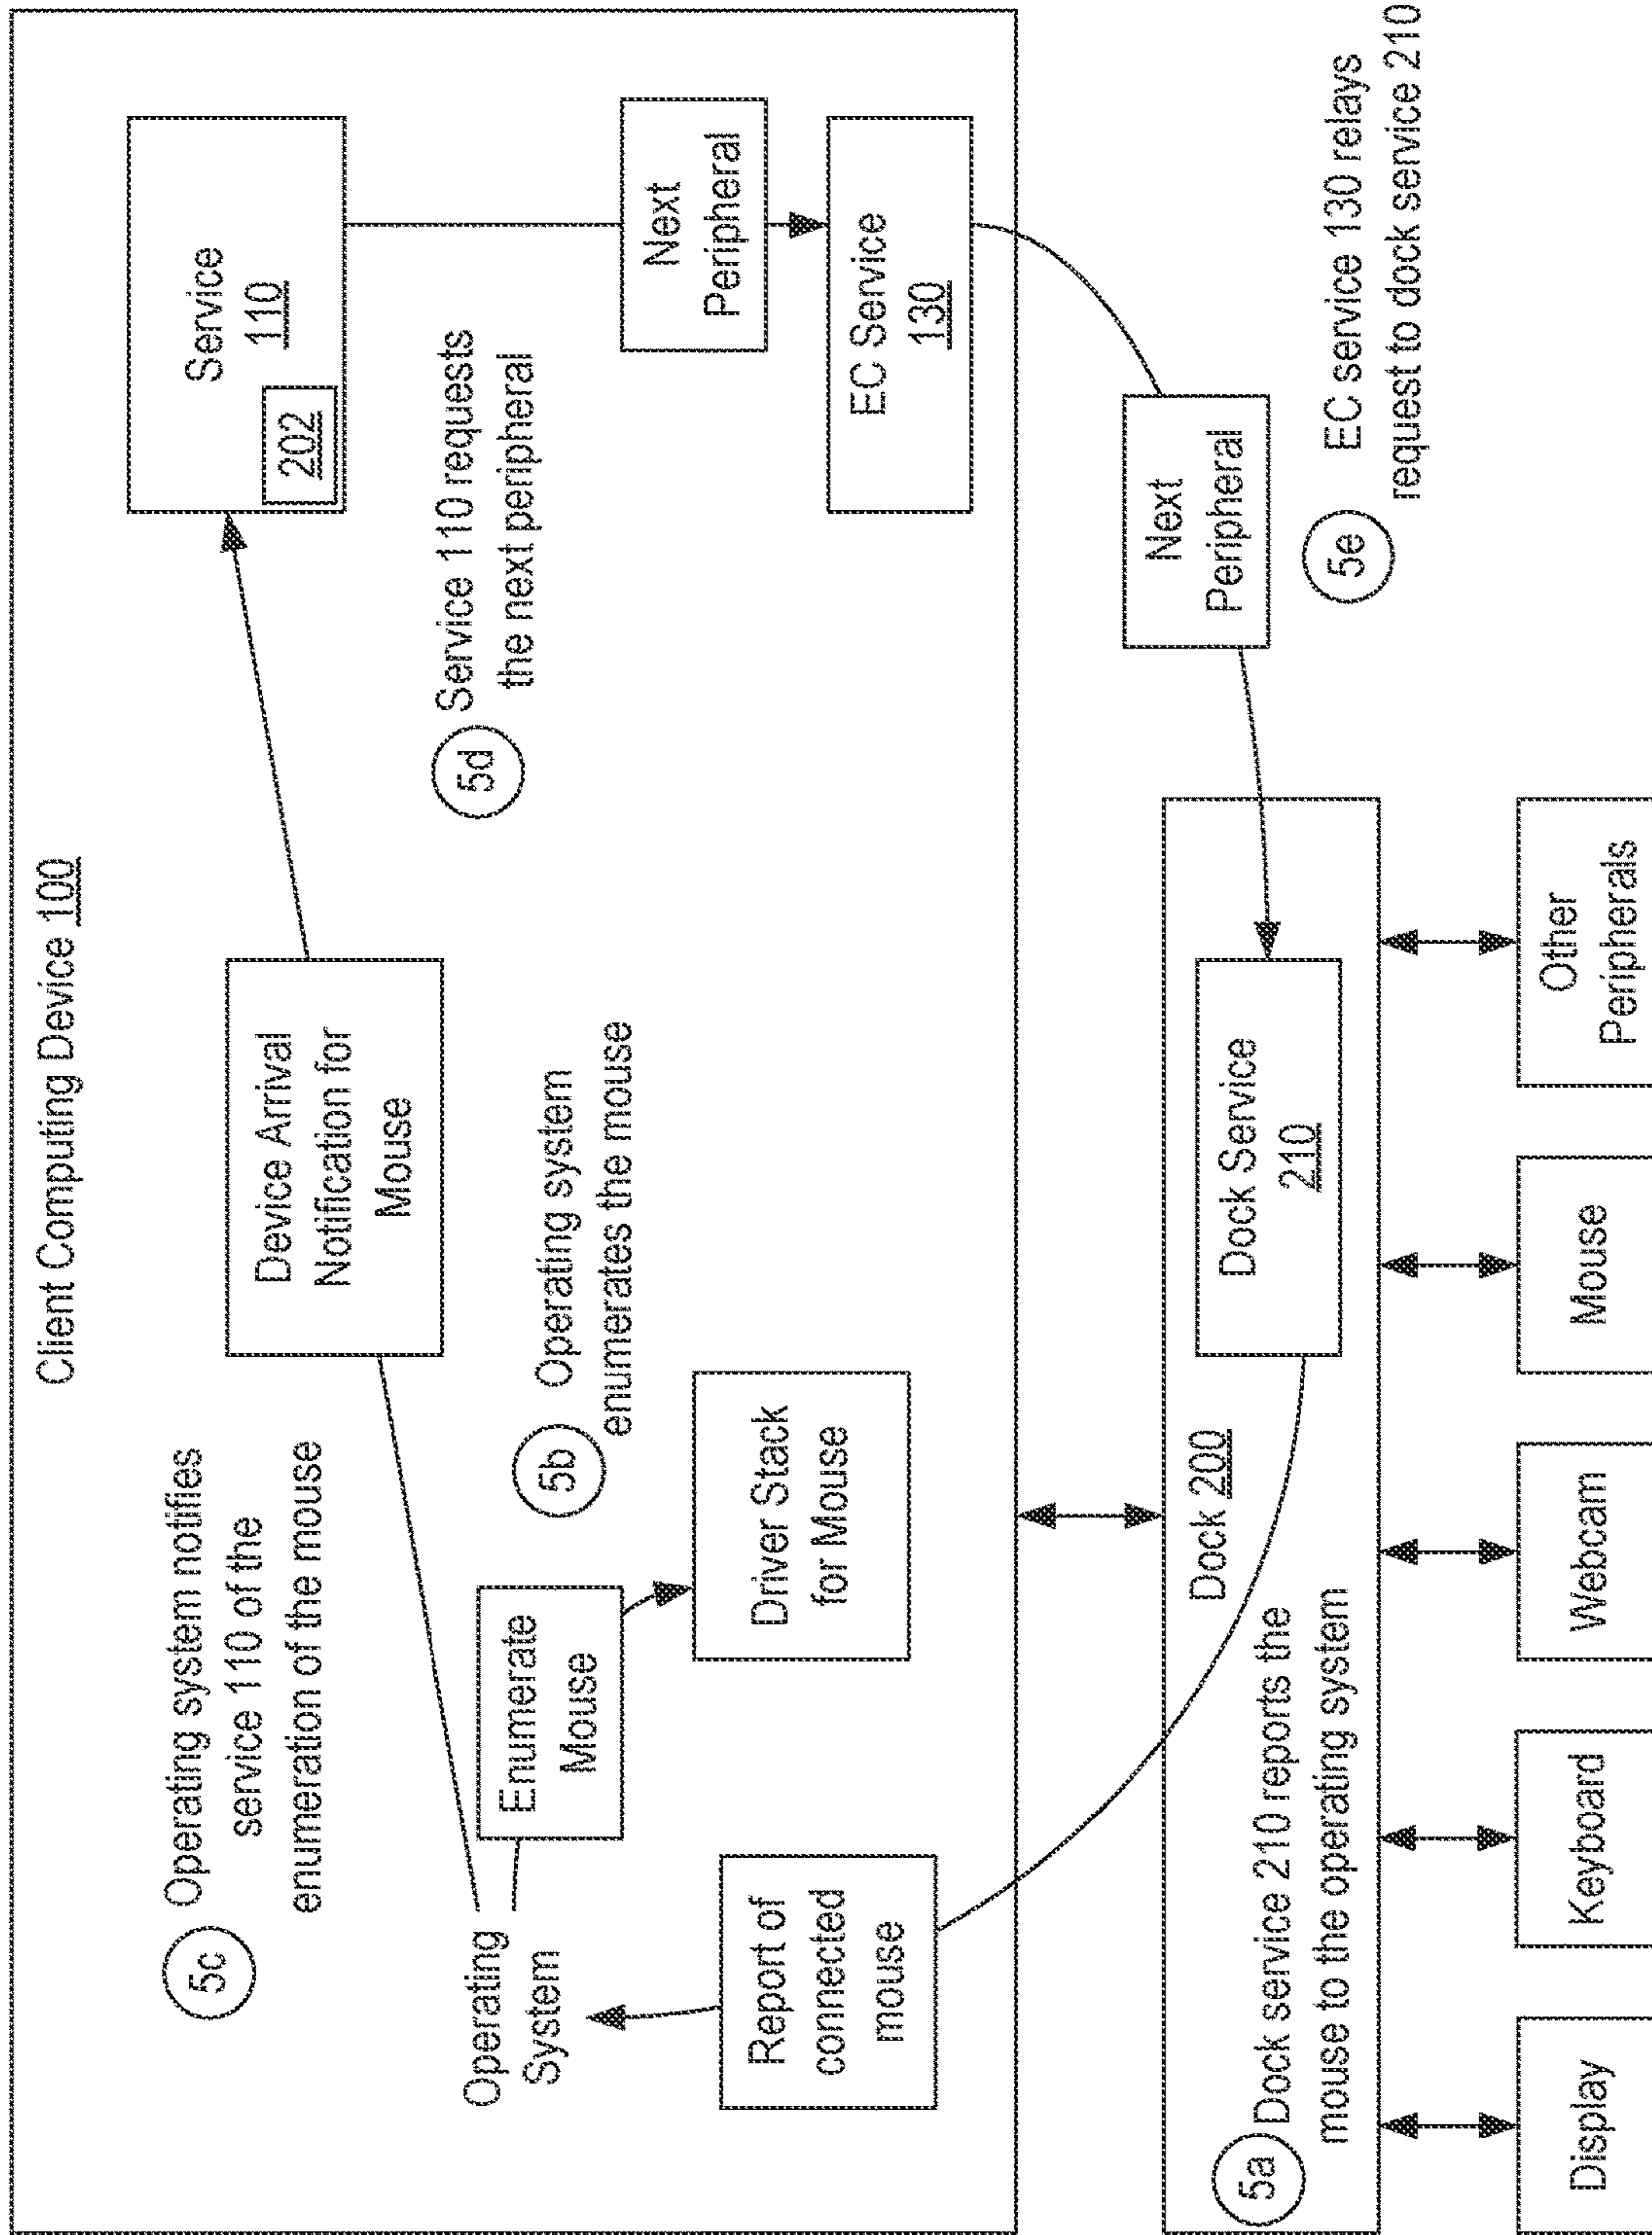 Client Computing Device 100
5c
Operating system notifies
service 110 of the
enumeration of the mouse
Device Arrival
Notification for
Mouse
Service
110
202
Operating
System
Enumerate
Mouse
5b
Operating system
enumerates the mouse
5d
Service 110 requests
the next peripheral
Report of
connected
mouse
Driver Stack
for Mouse
Next
Peripheral
EC Service
130
Dock 200
Dock Service
210
Next
Peripheral
5a
Dock service 210 reports the
mouse to the operating system
5e
EC service 130 relays
request to dock service 210
Display
Keyboard
Webcam
Mouse
Other
Peripherals